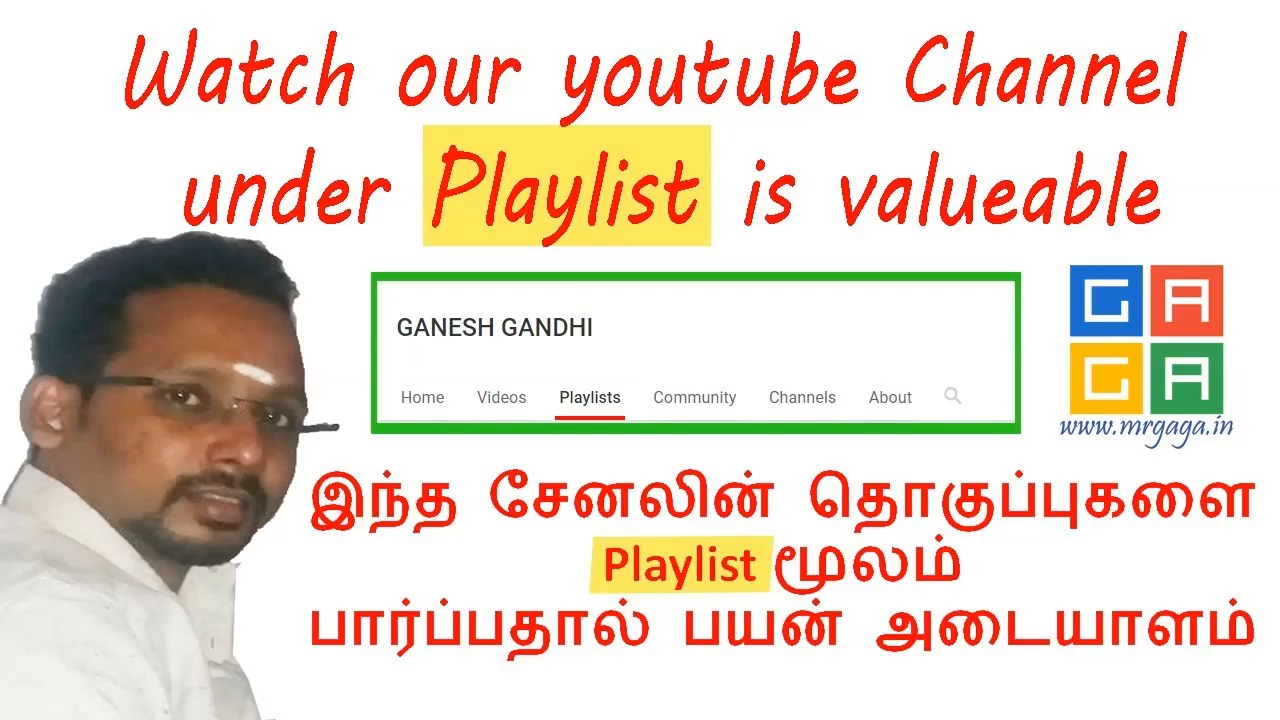 Watch our youtube Channel
under Playlist is valueable
GANESH GANDHI
Home Videos Playlists Community Channels About
GA
GA
www.mrgaga.in
இந்த சேனலின் தொகுப்புகளை
Playlist மூலம்
பார்ப்பதால் பயன் அடையாளம்